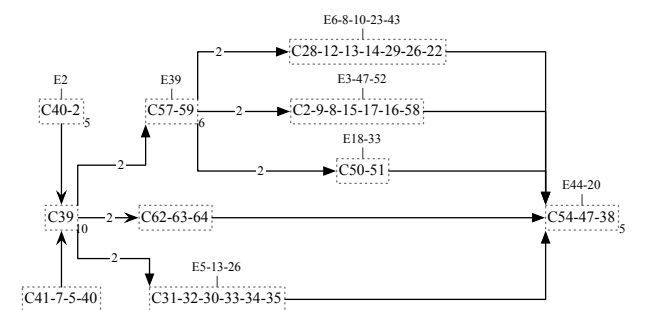 E6-8-10-23-43
2
C28-12-13-14-29-26-22
E2
E39
E3-47-52
C40-2
5
C57-59
6
2
C2-9-8-15-17-16-58
E18-33
2
2
C50-51
E44-20
C39
10
2
C62-63-64
C54-47-38
5
2
E5-13-26
C41-7-5-40
C31-32-30-33-34-35